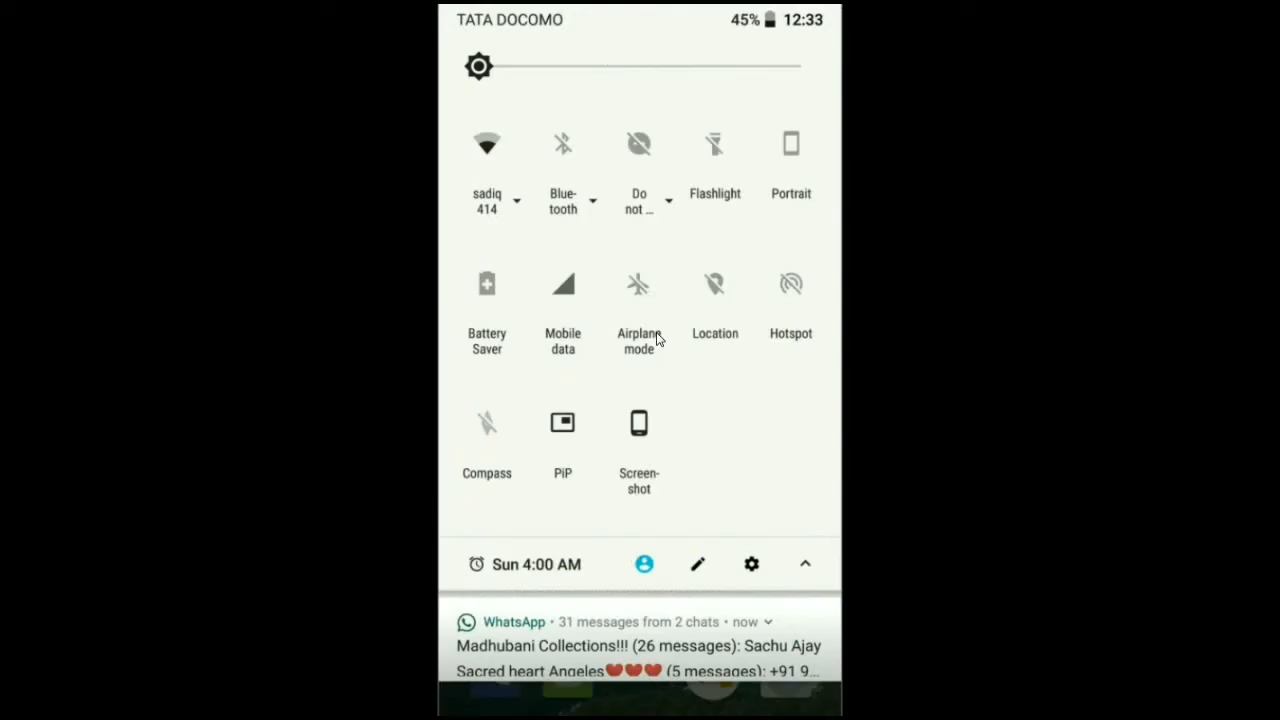 TATA DOCOMO 45% 12:33
sadiq 414 Blue-tooth Do not ... Flashlight Portrait
Battery Saver Mobile data Airplane mode Location Hotspot
Compass PiP Screen-shot
Sun 4:00 AM
WhatsApp • 31 messages from 2 chats • now
Madhubani Collections!!! (26 messages): Sachu Ajay
Sacred heart Angeles❤❤❤ (5 messages): +91 9...